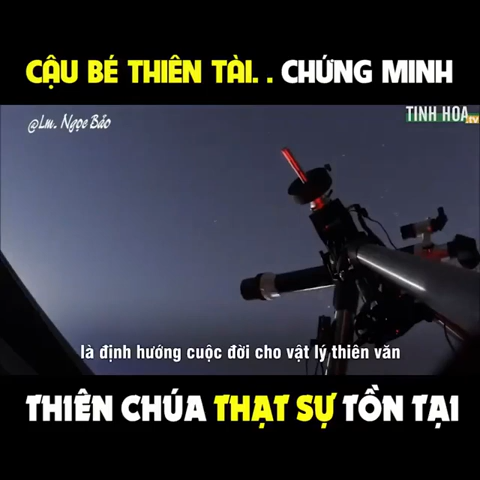 CẬU BÉ THIÊN TÀI. . CHỨNG MINH
TINH HOA.tv
@Lm. Ngọc Bảo
là định hướng cuộc đời cho vật lý thiên văn
THIÊN CHÚA THẬT SỰ TỒN TẠI